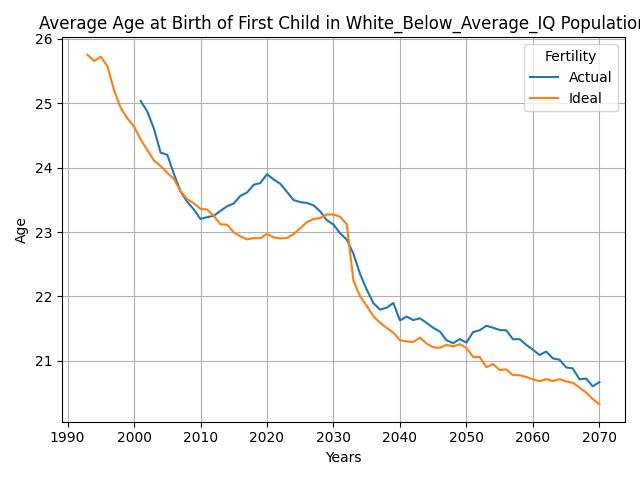 Average Age at Birth of First Child in White_Below_Average_IQ Population
26
25
24
23
22
21
Age
Fertility
Actual
Ideal
1990 2000 2010 2020 2030 2040 2050 2060 2070
Years